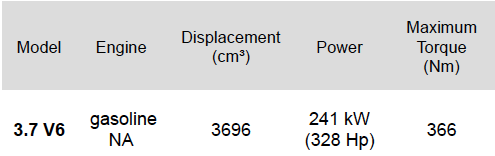 Model Engine Displacement (cm³) Power Maximum Torque (Nm)
3.7 V6 gasoline NA 3696 241 kW (328 Hp) 366